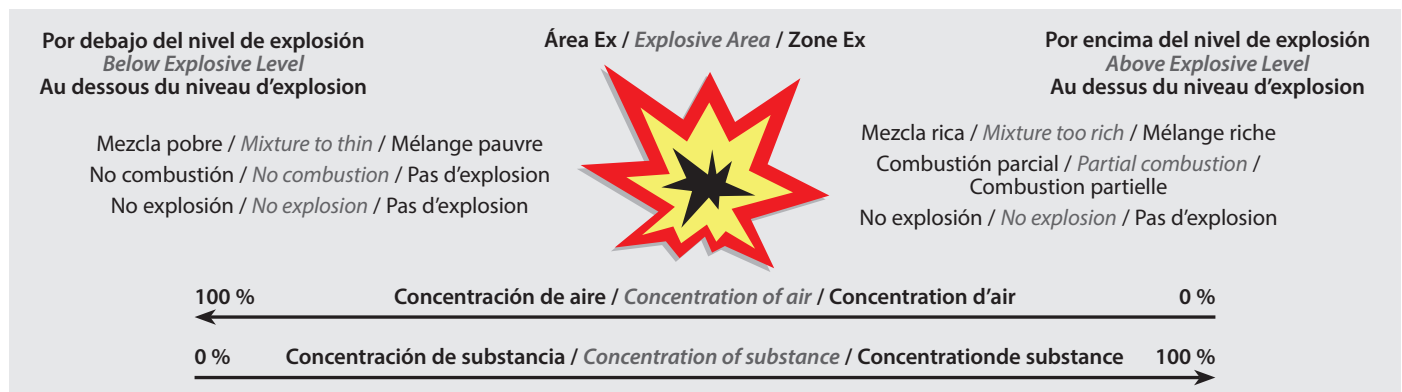 Por debajo del nivel de explosión
Below Explosive Level
Au dessous du niveau d’explosion
Mezcla pobre / Mixture to thin / Mélange pauvre
No combustión / No combustion / Pas d’explosion
No explosión / No explosion / Pas d’explosion
Área Ex / Explosive Area / Zone Ex
Por encima del nivel de explosión
Above Explosive Level
Au dessus du niveau d’explosion
Mezcla rica / Mixture too rich / Mélange riche
Combustión parcial / Partial combustion /
Combustion partielle
No explosión / No explosion / Pas d’explosion
100 % Concentración de aire / Concentration of air / Concentration d’air 0 %
0 % Concentración de substancia / Concentration of substance / Concentrationde substance 100 %